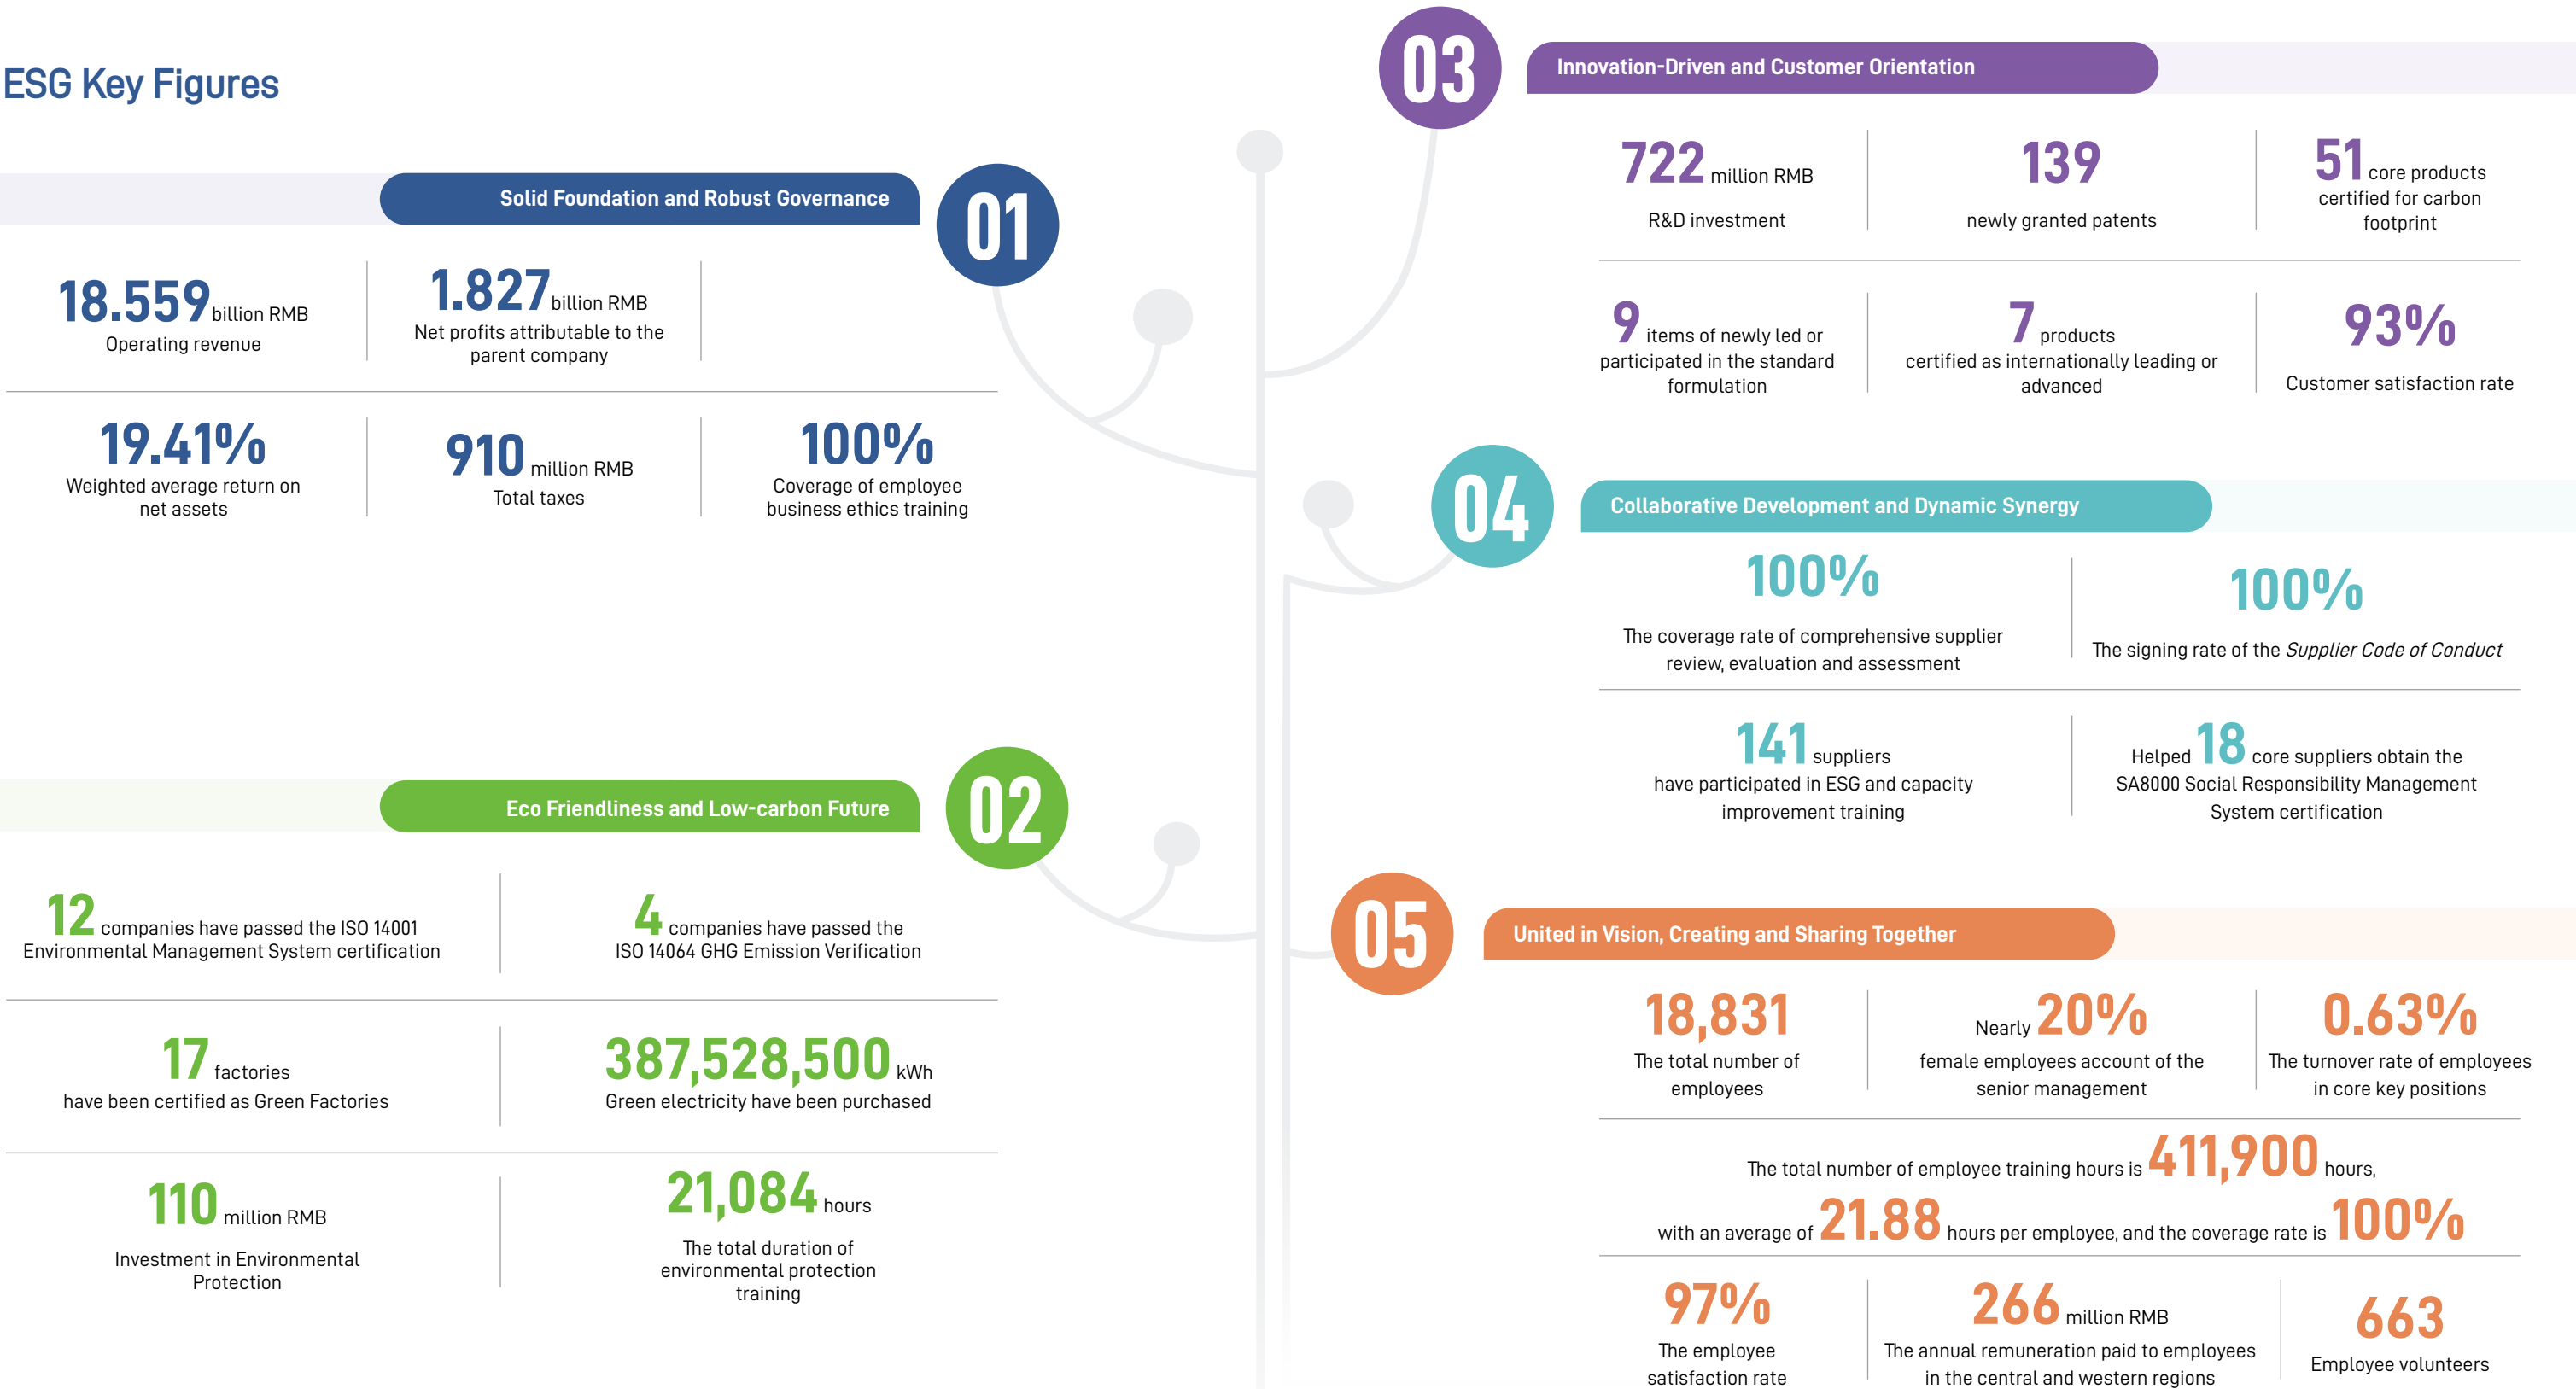 ESG Key Figures
Solid Foundation and Robust Governance
01
18.559 billion RMB
Operating revenue
1.827 billion RMB
Net profits attributable to the
parent company
19.41%
Weighted average return on
net assets
910 million RMB
Total taxes
100%
Coverage of employee
business ethics training
Eco Friendliness and Low-carbon Future
02
12 companies have passed the ISO 14001
Environmental Management System certification
4 companies have passed the
ISO 14064 GHG Emission Verification
17 factories
have been certified as Green Factories
387,528,500 kWh
Green electricity have been purchased
110 million RMB
Investment in Environmental
Protection
21,084 hours
The total duration of
environmental protection
training
03
Innovation-Driven and Customer Orientation
722 million RMB
R&D investment
139
newly granted patents
51 core products
certified for carbon
footprint
9 items of newly led or
participated in the standard
formulation
7 products
certified as internationally leading or
advanced
93%
Customer satisfaction rate
04
Collaborative Development and Dynamic Synergy
100%
The coverage rate of comprehensive supplier
review, evaluation and assessment
100%
The signing rate of the Supplier Code of Conduct
141 suppliers
have participated in ESG and capacity
improvement training
Helped 18 core suppliers obtain the
SA8000 Social Responsibility Management
System certification
05
United in Vision, Creating and Sharing Together
18,831
The total number of
employees
Nearly 20%
female employees account of the
senior management
0.63%
The turnover rate of employees
in core key positions
The total number of employee training hours is 411,900 hours,
with an average of 21.88 hours per employee, and the coverage rate is 100%
97%
The employee
satisfaction rate
266 million RMB
The annual remuneration paid to employees
in the central and western regions
663
Employee volunteers